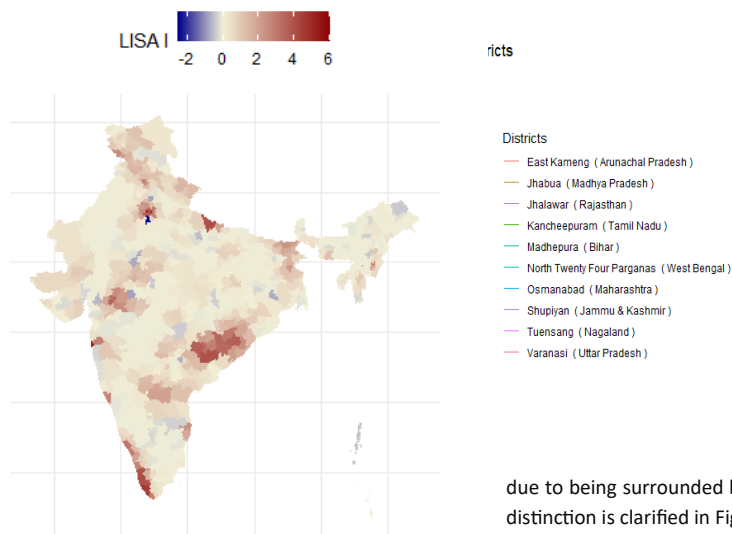 LISA I
-2 0 2 4 6
ricts
Districts
East Kameng ( Arunachal Pradesh )
Jhabua ( Madhya Pradesh )
Jhalawar ( Rajasthan )
Kancheepuram ( Tamil Nadu )
Madhepura ( Bihar )
North Twenty Four Parganas ( West Bengal )
Osmanabad ( Maharashtra )
Shupiyan ( Jammu & Kashmir )
Tuensang ( Nagaland )
Varanasi ( Uttar Pradesh )
due to being surrounded
distinction is clarified in Fig